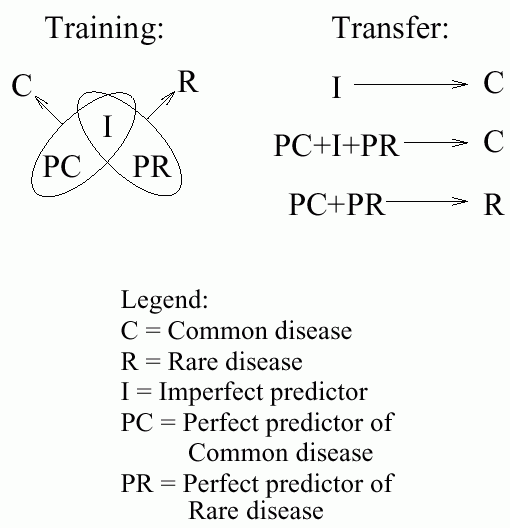 Training:
C
R
I
PC
PR
Transfer:
I C
PC+I+PR C
PC+PR R
Legend:
C = Common disease
R = Rare disease
I = Imperfect predictor
PC = Perfect predictor of
Common disease
PR = Perfect predictor of
Rare disease